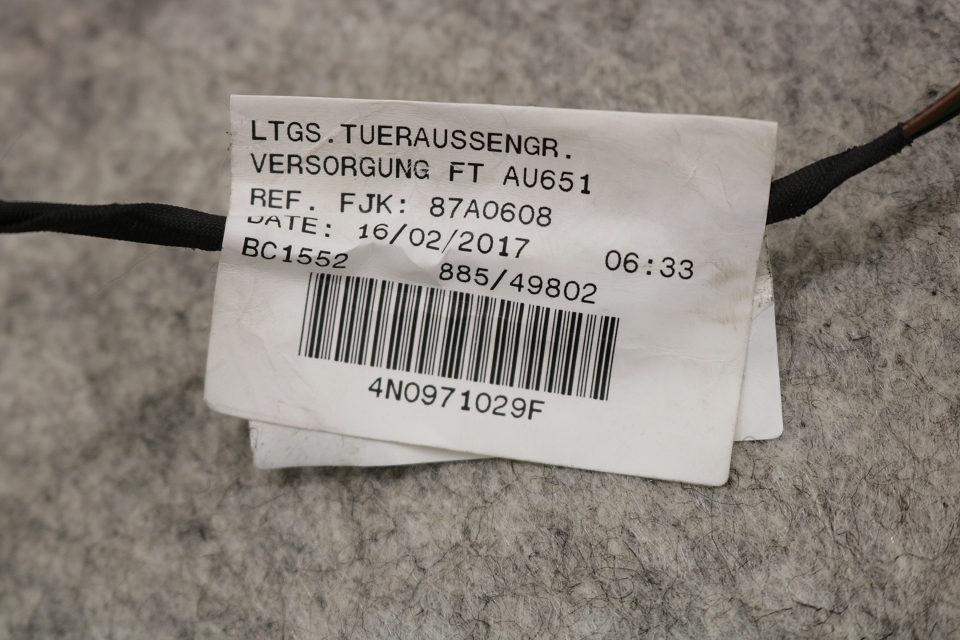 LTGS.TUERAUSSENGR.
VERSORGUNG FT AU651
REF. FJK: 87A0608
DATE: 16/02/2017 06:33
BC1552 885/49802
4N0971029F